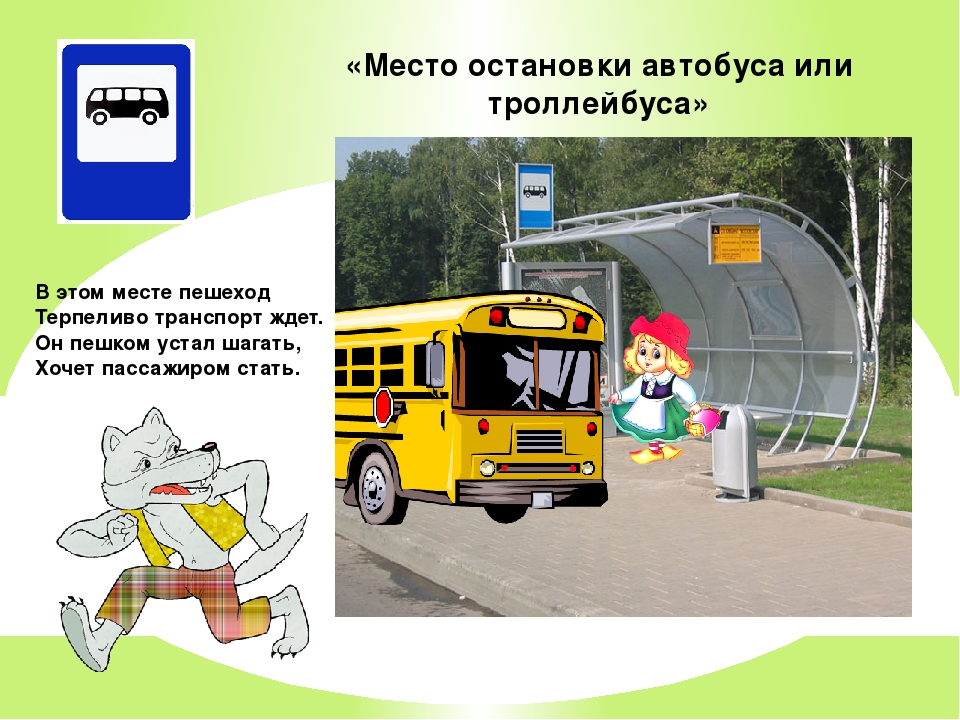 «Место остановки автобуса или
троллейбуса»
В этом месте пешеход
Терпеливо транспорт ждет.
Он пешком устал шагать,
Хочет пассажиром стать.